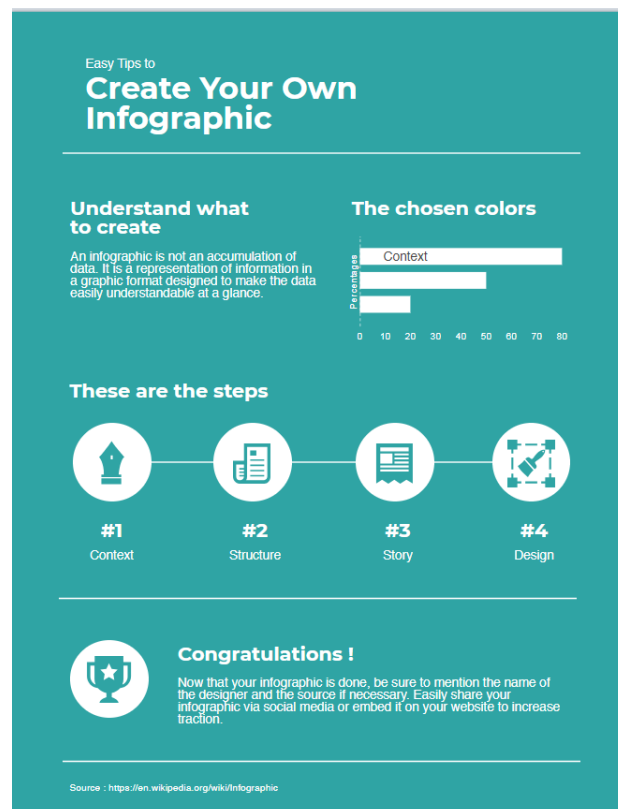 Easy Tips to
Create Your Own
Infographic
Understand what
to create
An infographic is not an accumulation of
data. It is a representation of information in
a graphic format designed to make the data
easily understandable at a glance.
The chosen colors
Percentages
Context
0 10 20 30 40 50 60 70 80
These are the steps
#1
Context
#2
Structure
#3
Story
#4
Design
Congratulations !
Now that your infographic is done, be sure to mention the name of
the designer and the source if necessary. Easily share your
infographic via social media or embed it on your website to increase
traction.
Source : https://en.wikipedia.org/wiki/Infographic